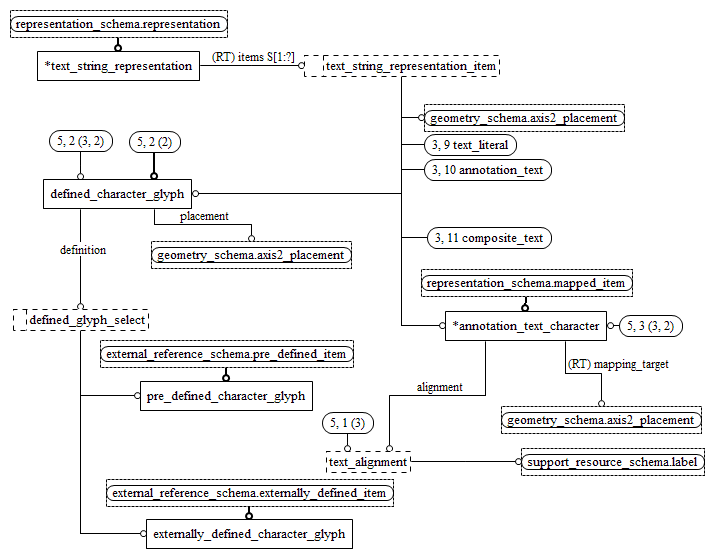 representation_schema.representation
*text_string_representation
(RT) items S[1:?]
text_string_representation_item
geometry_schema.axis2_placement
5, 2 (3, 2)
5, 2 (2)
3, 9 text_literal
3, 10 annotation_text
defined_character_glyph
placement
3, 11 composite_text
definition
geometry_schema.axis2_placement
representation_schema.mapped_item
defined_glyph_select
*annotation_text_character
5, 3 (3, 2)
external_reference_schema.pre_defined_item
(RT) mapping_target
alignment
pre_defined_character_glyph
geometry_schema.axis2_placement
5, 1 (3)
text_alignment
support_resource_schema.label
external_reference_schema.externally_defined_item
externally_defined_character_glyph